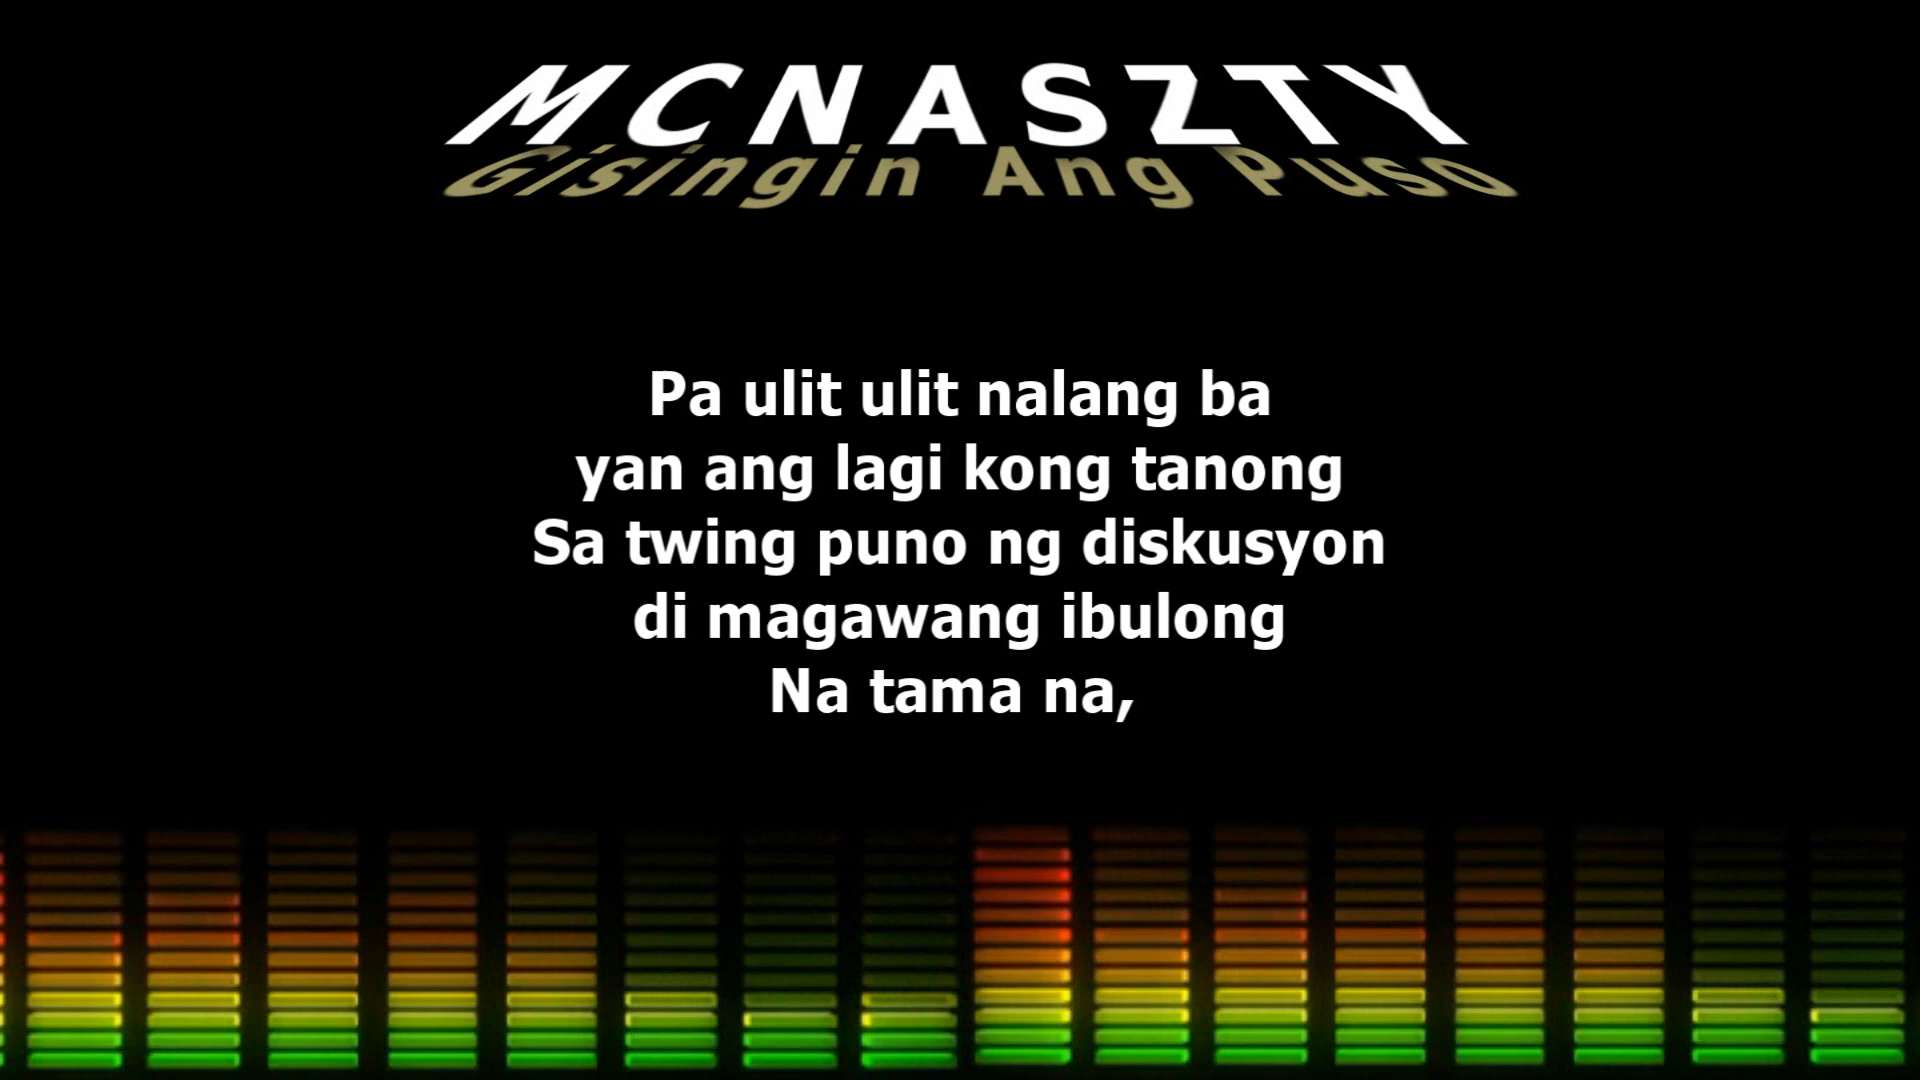 MCNASZTY
Gisingin Ang Puso
Pa ulit ulit nalang ba
yan ang lagi kong tanong
Sa twing puno ng diskusyon
di magawang ibulong
Na tama na,